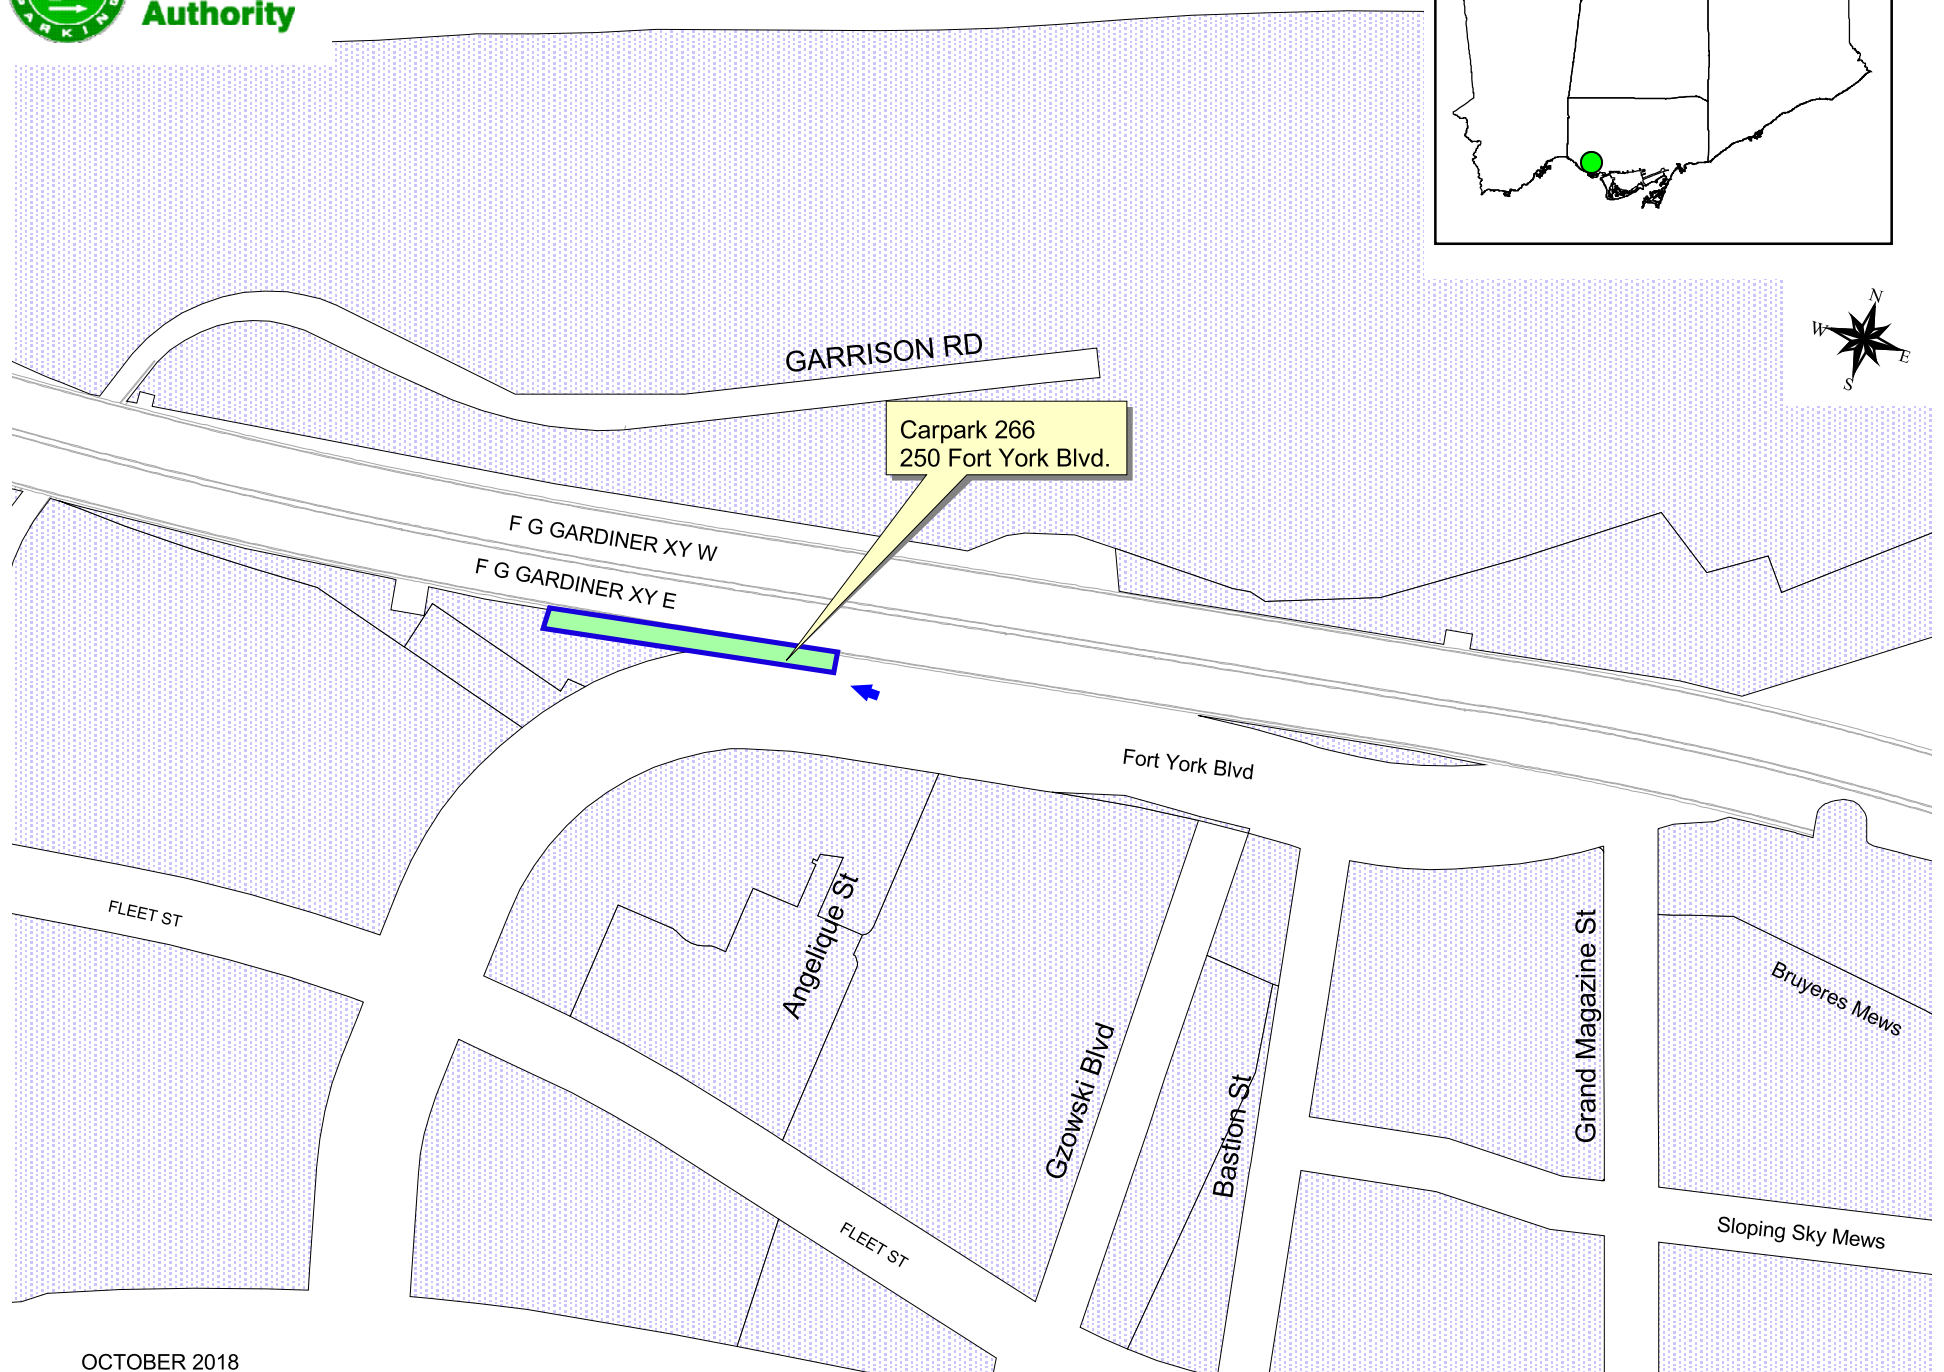 Authority
PARKING
N
W
E
S
GARRISON RD
Carpark 266
250 Fort York Blvd.
F G GARDINER XY W
F G GARDINER XY E
Fort York Blvd
FLEET ST
Angelique St
Gzowski Blvd
Bastion St
Grand Magazine St
Bruyeres Mews
FLEET ST
Sloping Sky Mews
OCTOBER 2018